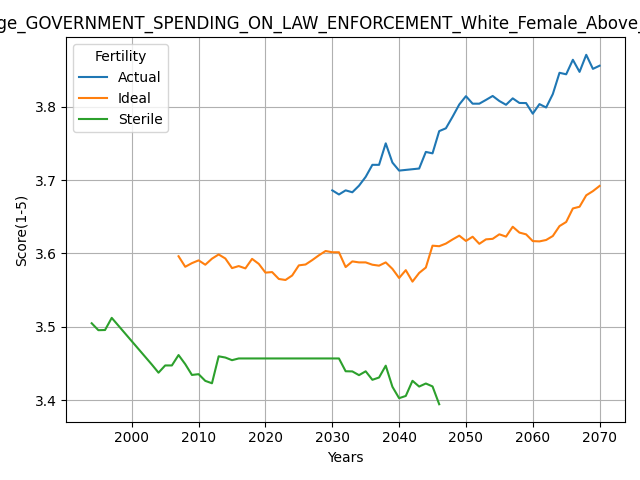 ge_GOVERNMENT_SPENDING_ON_LAW_ENFORCEMENT_White_Female_Above_
Fertility
Actual
Ideal
Sterile
Score(1-5)
3.8
3.7
3.6
3.5
3.4
2000 2010 2020 2030 2040 2050 2060 2070
Years